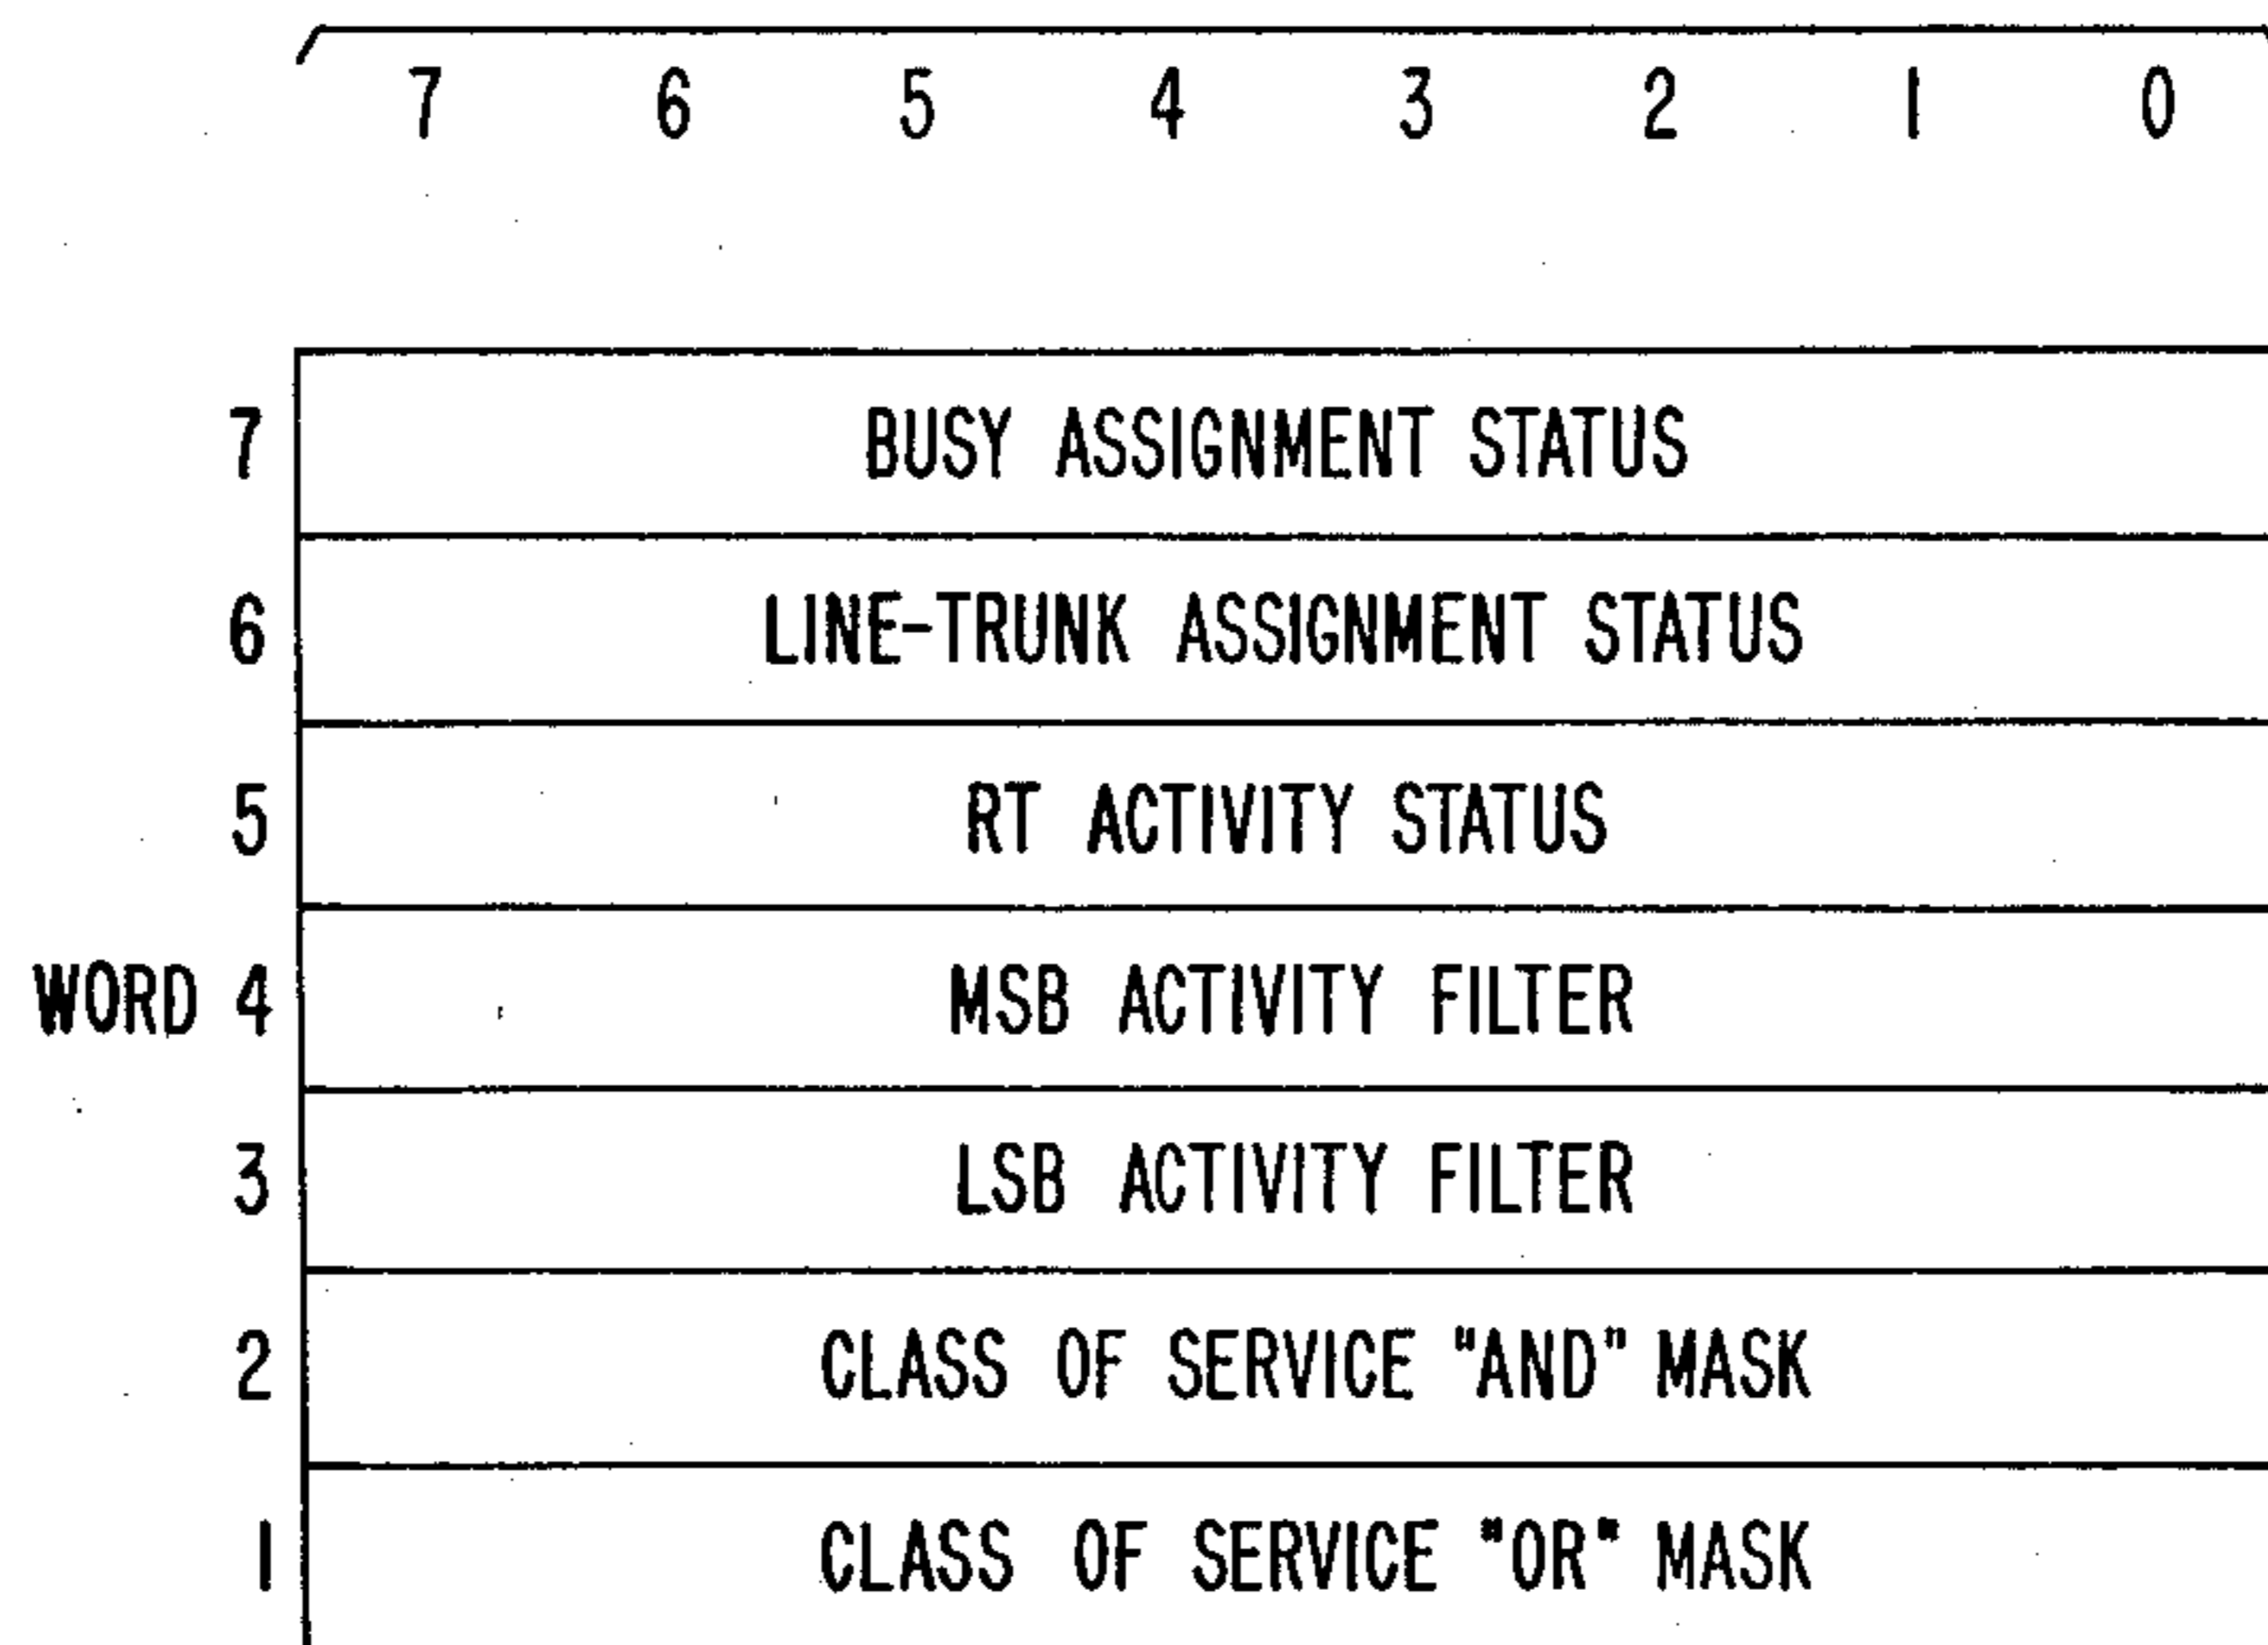 7 6 5 4 3 2 1 0
7 BUSY ASSIGNMENT STATUS
6 LINE-TRUNK ASSIGNMENT STATUS
5 RT ACTIVITY STATUS
WORD 4 MSB ACTIVITY FILTER
3 LSB ACTIVITY FILTER
2 CLASS OF SERVICE "AND" MASK
1 CLASS OF SERVICE "OR" MASK